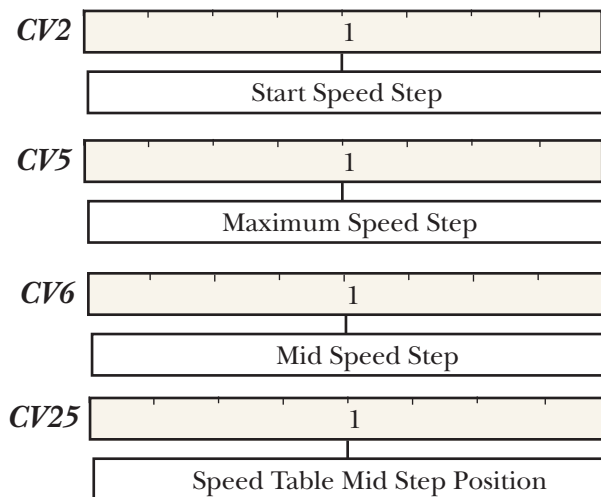 CV2 1
Start Speed Step
CV5 1
Maximum Speed Step
CV6 1
Mid Speed Step
CV25 1
Speed Table Mid Step Position